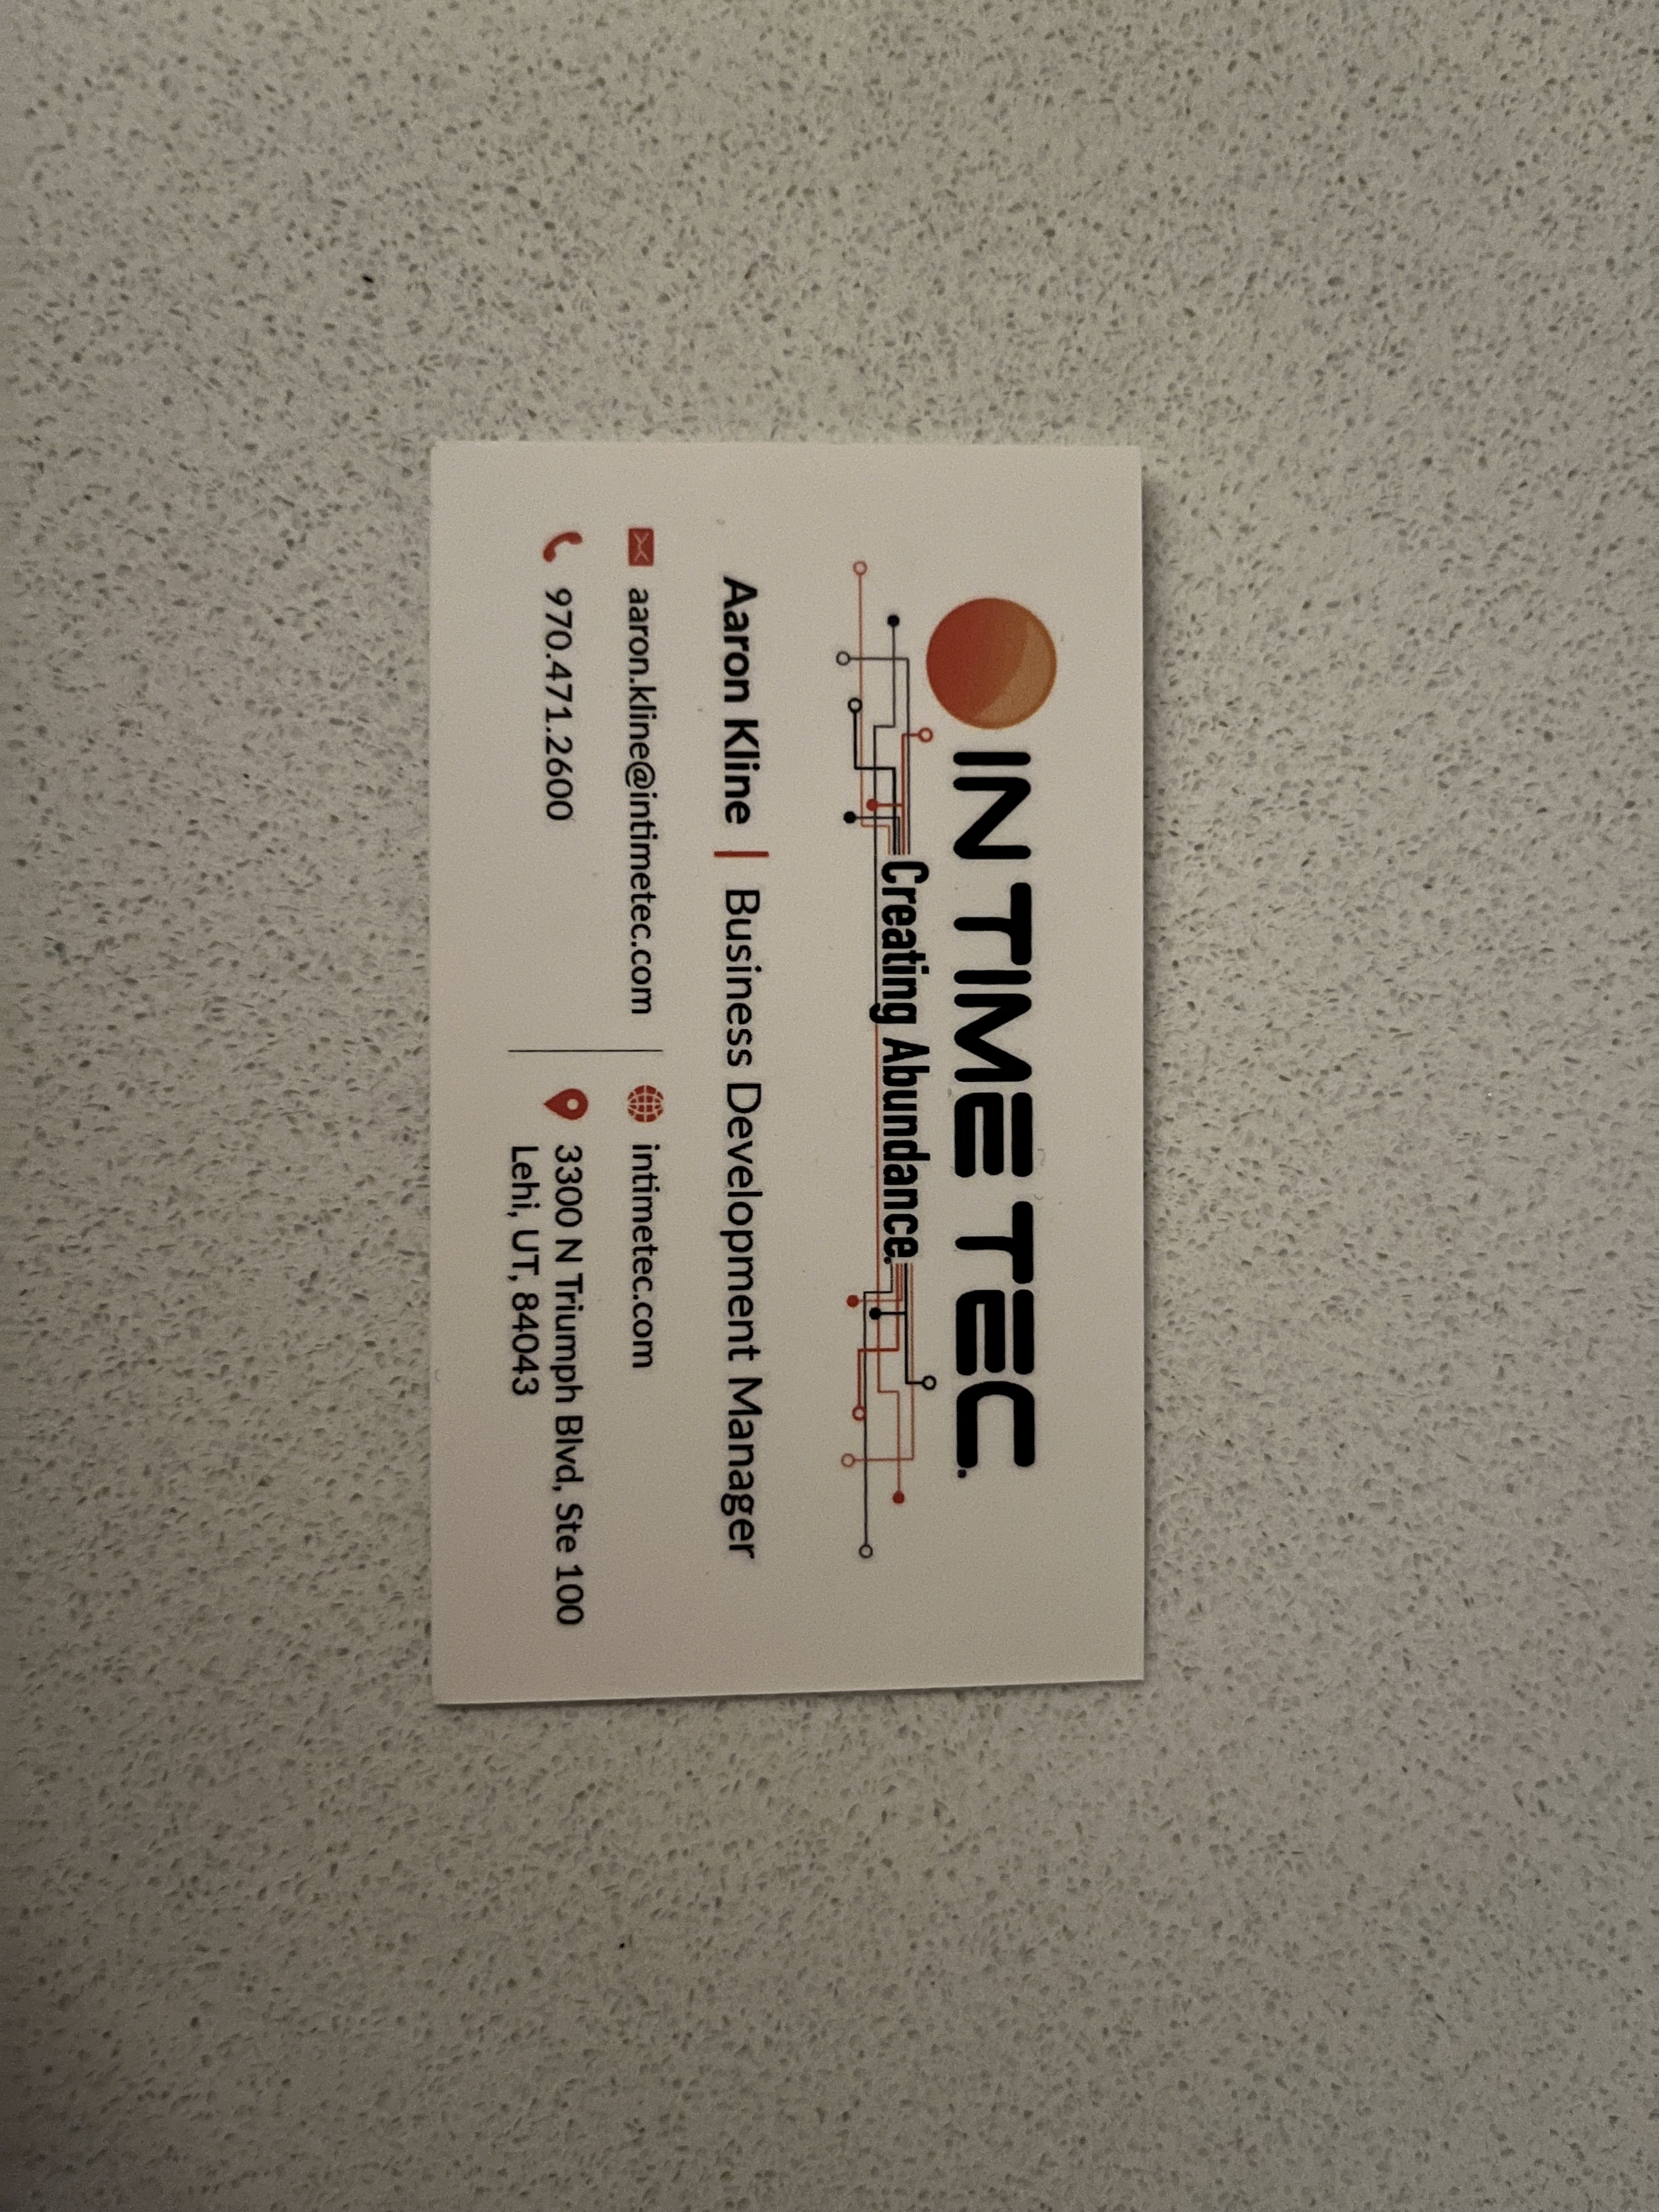 IN TIME TEC.
Creating Abundance.
Aaron Kline | Business Development Manager
aaron.kline@intimetec.com
970.471.2600
intimetec.com
3300 N Triumph Blvd, Ste 100
Lehi, UT, 84043